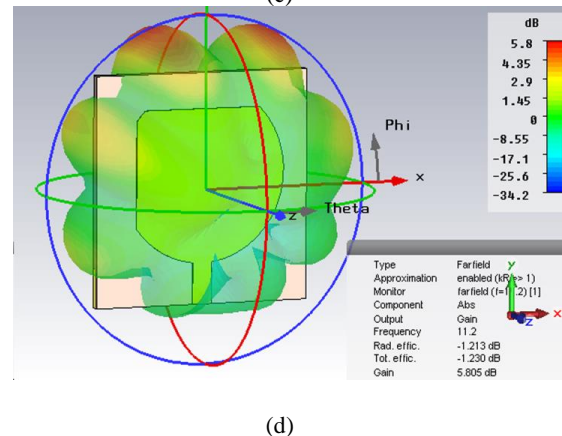 dB
5.8
4.35
2.9
1.45
0
-8.55
-17.1
-25.6
-34.2
Phi
x
z
Theta
Type Farfield
Approximation enabled (kR >> 1)
Monitor
Component Abs
Output Gain
Frequency 11.2
Rad. effic. -1.213 dB
Tot. effic. -1.230 dB
Gain 5.805 dB
y
x
z
(d)